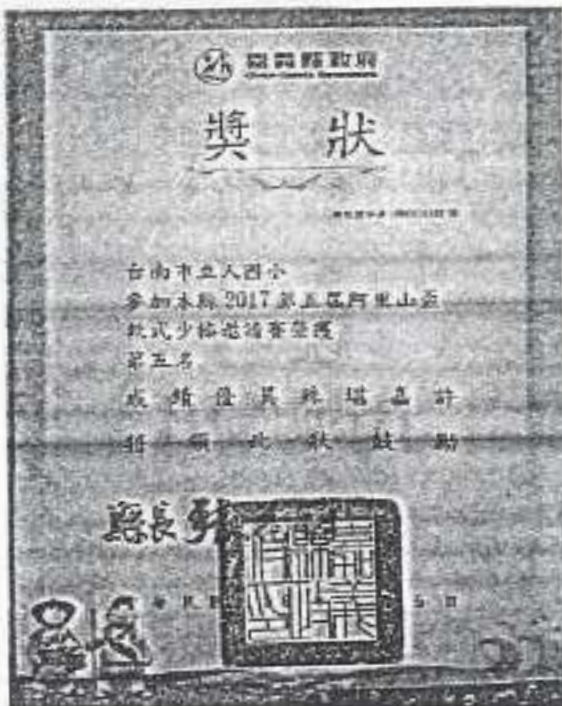 嘉義縣政府
獎狀
台南市立人國小
參加本縣2017第五屆阿里山盃
軟式少棒邀請賽榮獲
第五名
成績優異殊堪嘉許
特頒此狀鼓勵
縣長